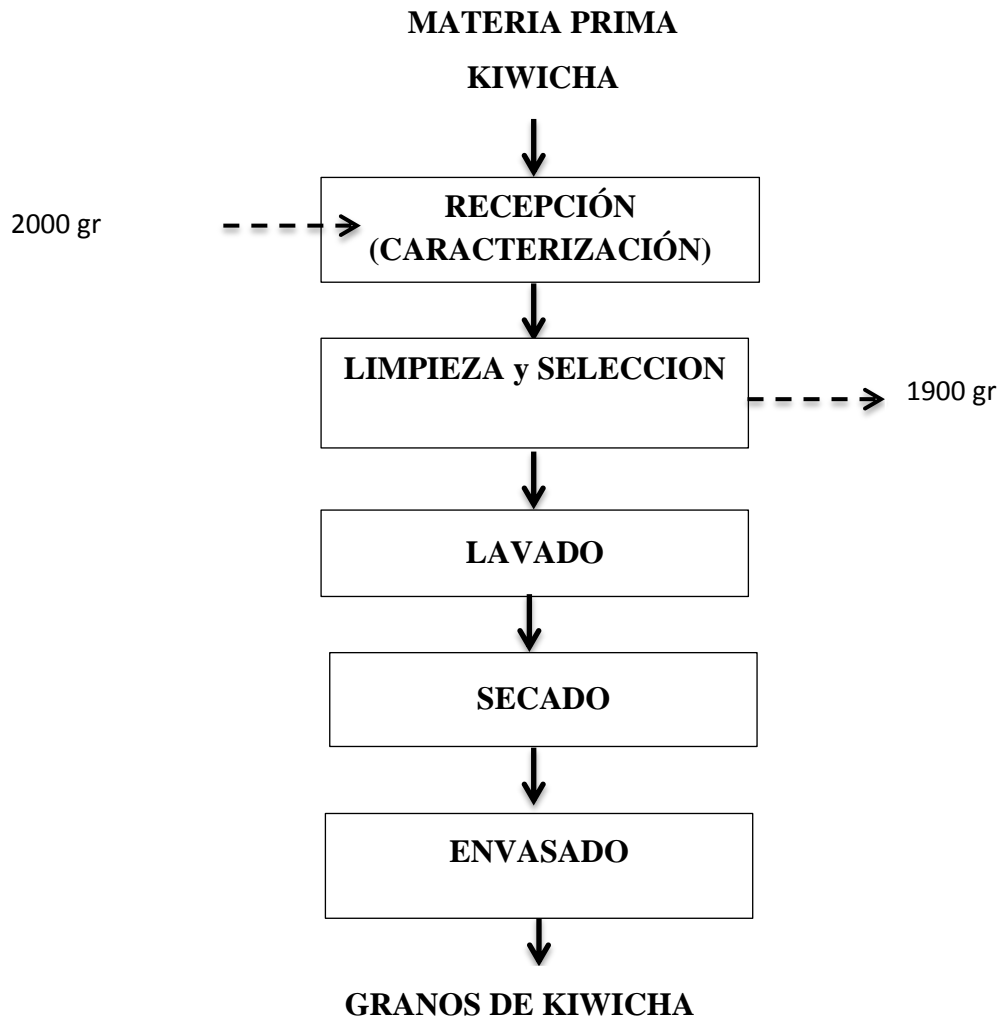 MATERIA PRIMA
KIWICHA
2000 gr
RECEPCIÓN
(CARACTERIZACIÓN)
LIMPIEZA y SELECCION
1900 gr
LAVADO
SECADO
ENVASADO
GRANOS DE KIWICHA